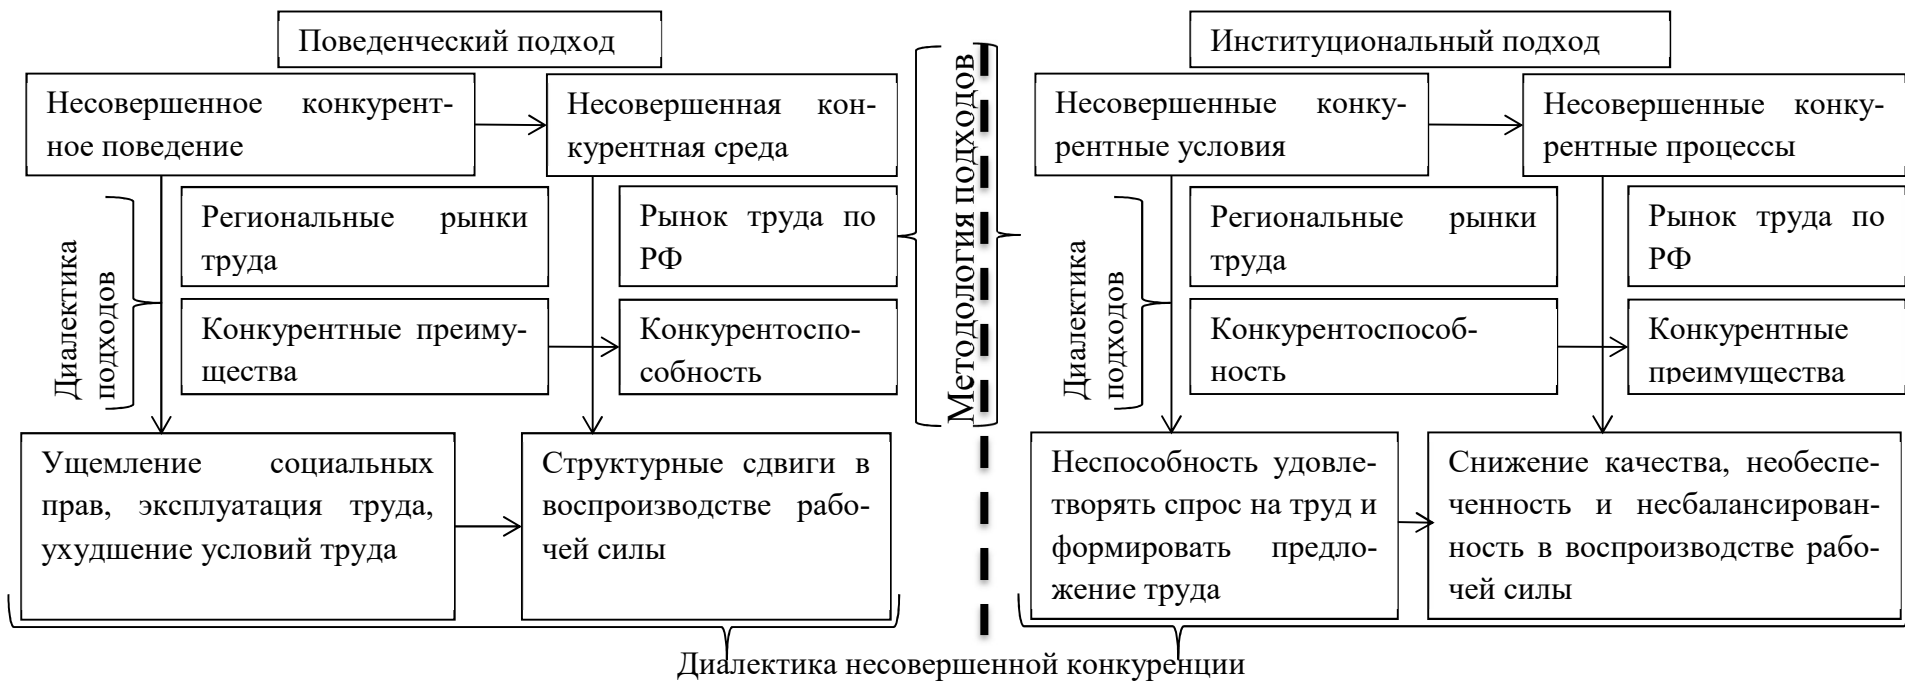 Поведенческий подход
Несовершенное конкурент-
ное поведение
Несовершенная кон-
курентная среда
Региональные рынки
труда
Рынок труда по
РФ
Диалектика
подходов
Конкурентные преиму-
щества
Конкурентоспо-
собность
Ущемление социальных
прав, эксплуатация труда,
ухудшение условий труда
Структурные сдвиги в
воспроизводстве рабо-
чей силы
Методология подходов
Институциональный подход
Несовершенные конку-
рентные условия
Несовершенные конку-
рентные процессы
Региональные рынки
труда
Рынок труда по
РФ
Диалектика
подходов
Конкурентоспособ-
ность
Конкурентные
преимущества
Неспособность удовле-
творять спрос на труд и
формировать предло-
жение труда
Снижение качества, необеспе-
ченность и несбалансирован-
ность в воспроизводстве рабо-
чей силы
Диалектика несовершенной конкуренции